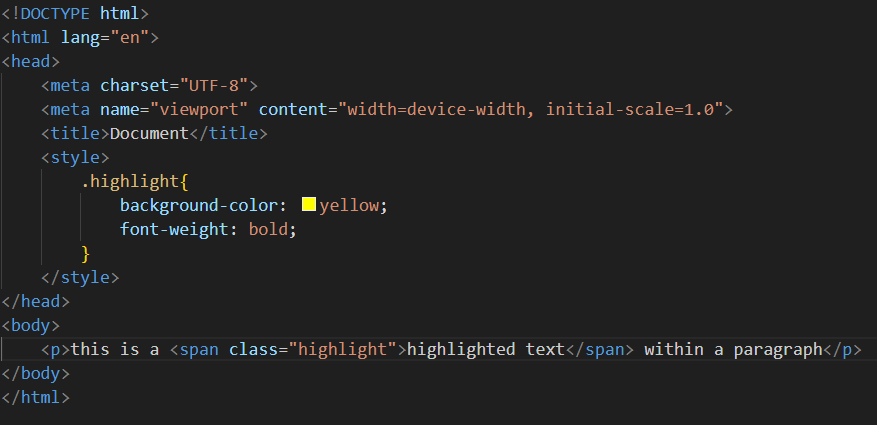 <!DOCTYPE html>
<html lang="en">
<head>
    <meta charset="UTF-8">
    <meta name="viewport" content="width=device-width, initial-scale=1.0">
    <title>Document</title>
    <style>
        .highlight{
            background-color: yellow;
            font-weight: bold;
        }
    </style>
</head>
<body>
    <p>this is a <span class="highlight">highlighted text</span> within a paragraph</p>
</body>
</html>